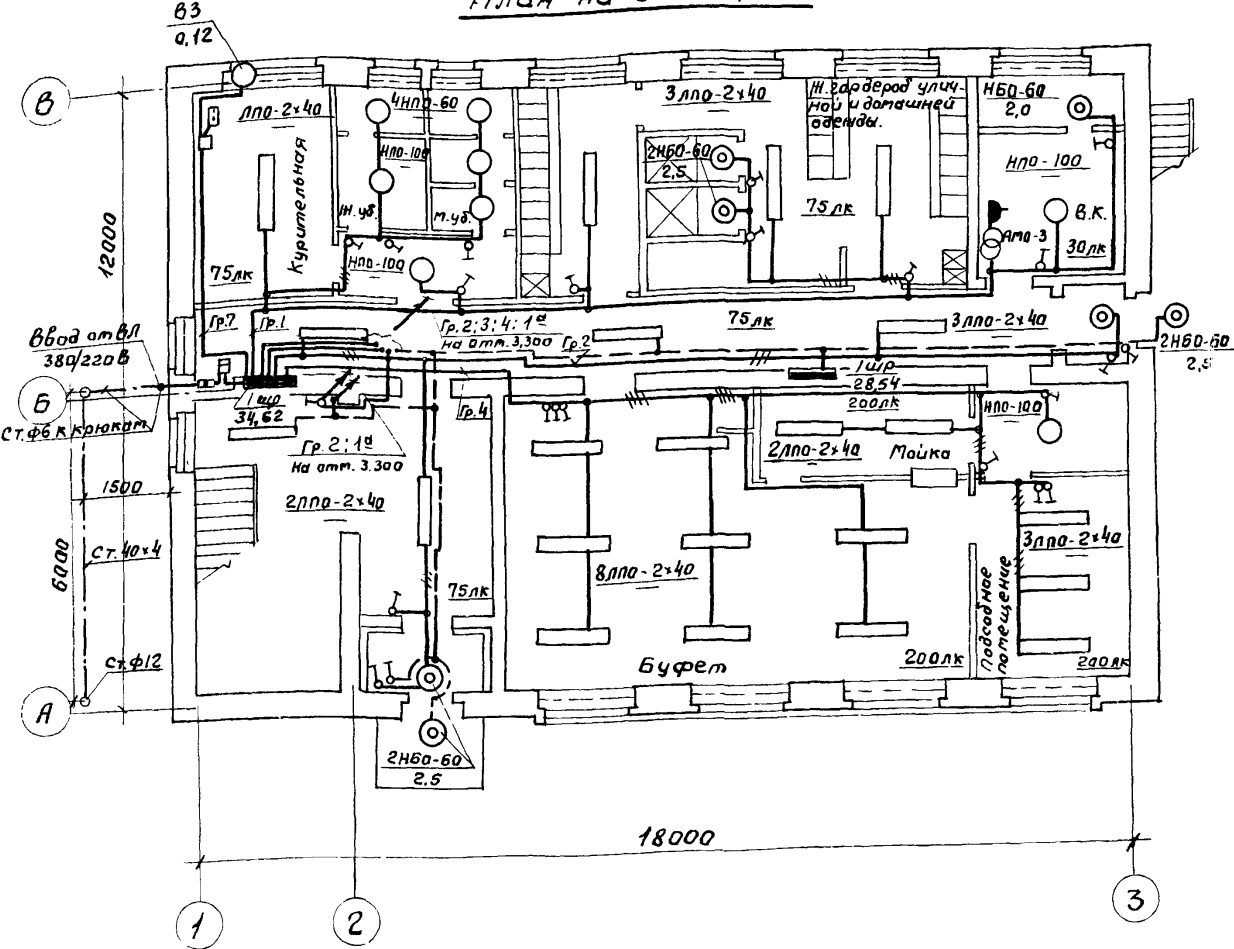 План на
В3
0,12
В
ЛПО-2×40
4НПО-60
3ЛПО-2×40
Ж.гардероб улич-
ной и домашней
одежды.
НБО-60
2,0
Курительная
НПО-100
2НБО-60
2,5
НПО-100
Ж.уб.
М.уб.
75лк
АМО-3
В.К.
12000
НПО-100
30лк
75лк
Гр.7
Гр.1
Гр.2;3;4;1ª
на отм.3,300
Гр.2
75лк
3ЛПО-2×40
Ввод от ВЛ
380/220В
2НБО-60
2,5
Б
1щр
28,54
Ст.ф6 к крюкам
1щр
34,62
Гр.4
200лк
НПО-100
Гр.2;1ª
на отм. 3.300
2ЛПО-2×40
Мойка
1500
2ЛПО-2×40
6000
Ст.40×4
8ЛПО-2×40
3ЛПО-2×40
75лк
Подсобное
помещение
Ст.ф12
Буфет
200лк
200лк
А
2НБО-60
2.5
18000
1
2
3